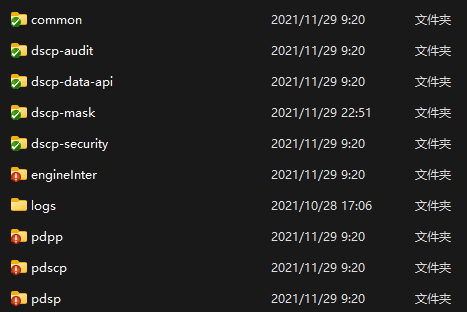 common 2021/11/29 9:20 文件夹
dscp-audit 2021/11/29 9:20 文件夹
dscp-data-api 2021/11/29 9:20 文件夹
dscp-mask 2021/11/29 22:51 文件夹
dscp-security 2021/11/29 9:20 文件夹
engineInter 2021/11/29 9:20 文件夹
logs 2021/10/28 17:06 文件夹
pdpp 2021/11/29 9:20 文件夹
pdscp 2021/11/29 9:20 文件夹
pdsp 2021/11/29 9:20 文件夹